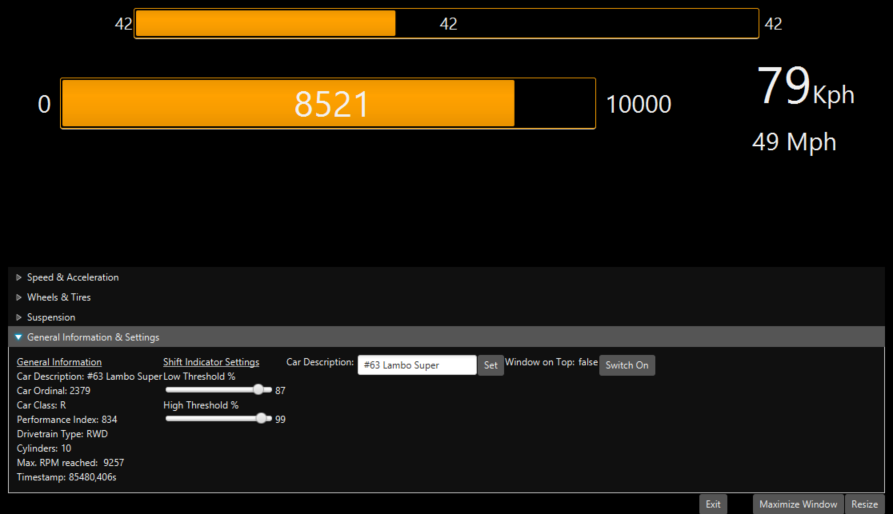 42 42 42
0 8521 10000 79Kph
49 Mph
Speed & Acceleration
Wheels & Tires
Suspension
General Information & Settings
General Information Shift Indicator Settings Car Description: #63 Lambo Super Set Window on Top: false Switch On
Car Description: #63 Lambo Super Low Threshold %
Car Ordinal: 2379 87
Car Class: R High Threshold %
Performance Index: 834 99
Drivetrain Type: RWD
Cylinders: 10
Max. RPM reached: 9257
Timestamp: 85480,406s
Exit Maximize Window Resize